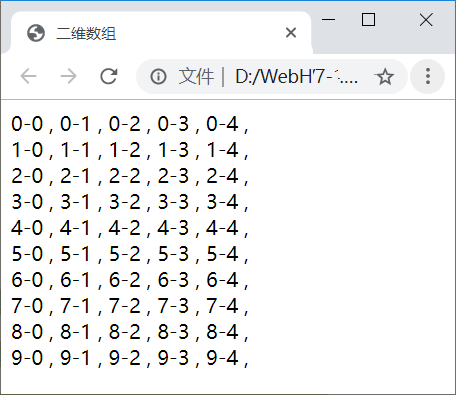 二维数组
文件 | D:/WebH'7-
0-0 , 0-1 , 0-2 , 0-3 , 0-4 ,
1-0 , 1-1 , 1-2 , 1-3 , 1-4 ,
2-0 , 2-1 , 2-2 , 2-3 , 2-4 ,
3-0 , 3-1 , 3-2 , 3-3 , 3-4 ,
4-0 , 4-1 , 4-2 , 4-3 , 4-4 ,
5-0 , 5-1 , 5-2 , 5-3 , 5-4 ,
6-0 , 6-1 , 6-2 , 6-3 , 6-4 ,
7-0 , 7-1 , 7-2 , 7-3 , 7-4 ,
8-0 , 8-1 , 8-2 , 8-3 , 8-4 ,
9-0 , 9-1 , 9-2 , 9-3 , 9-4 ,